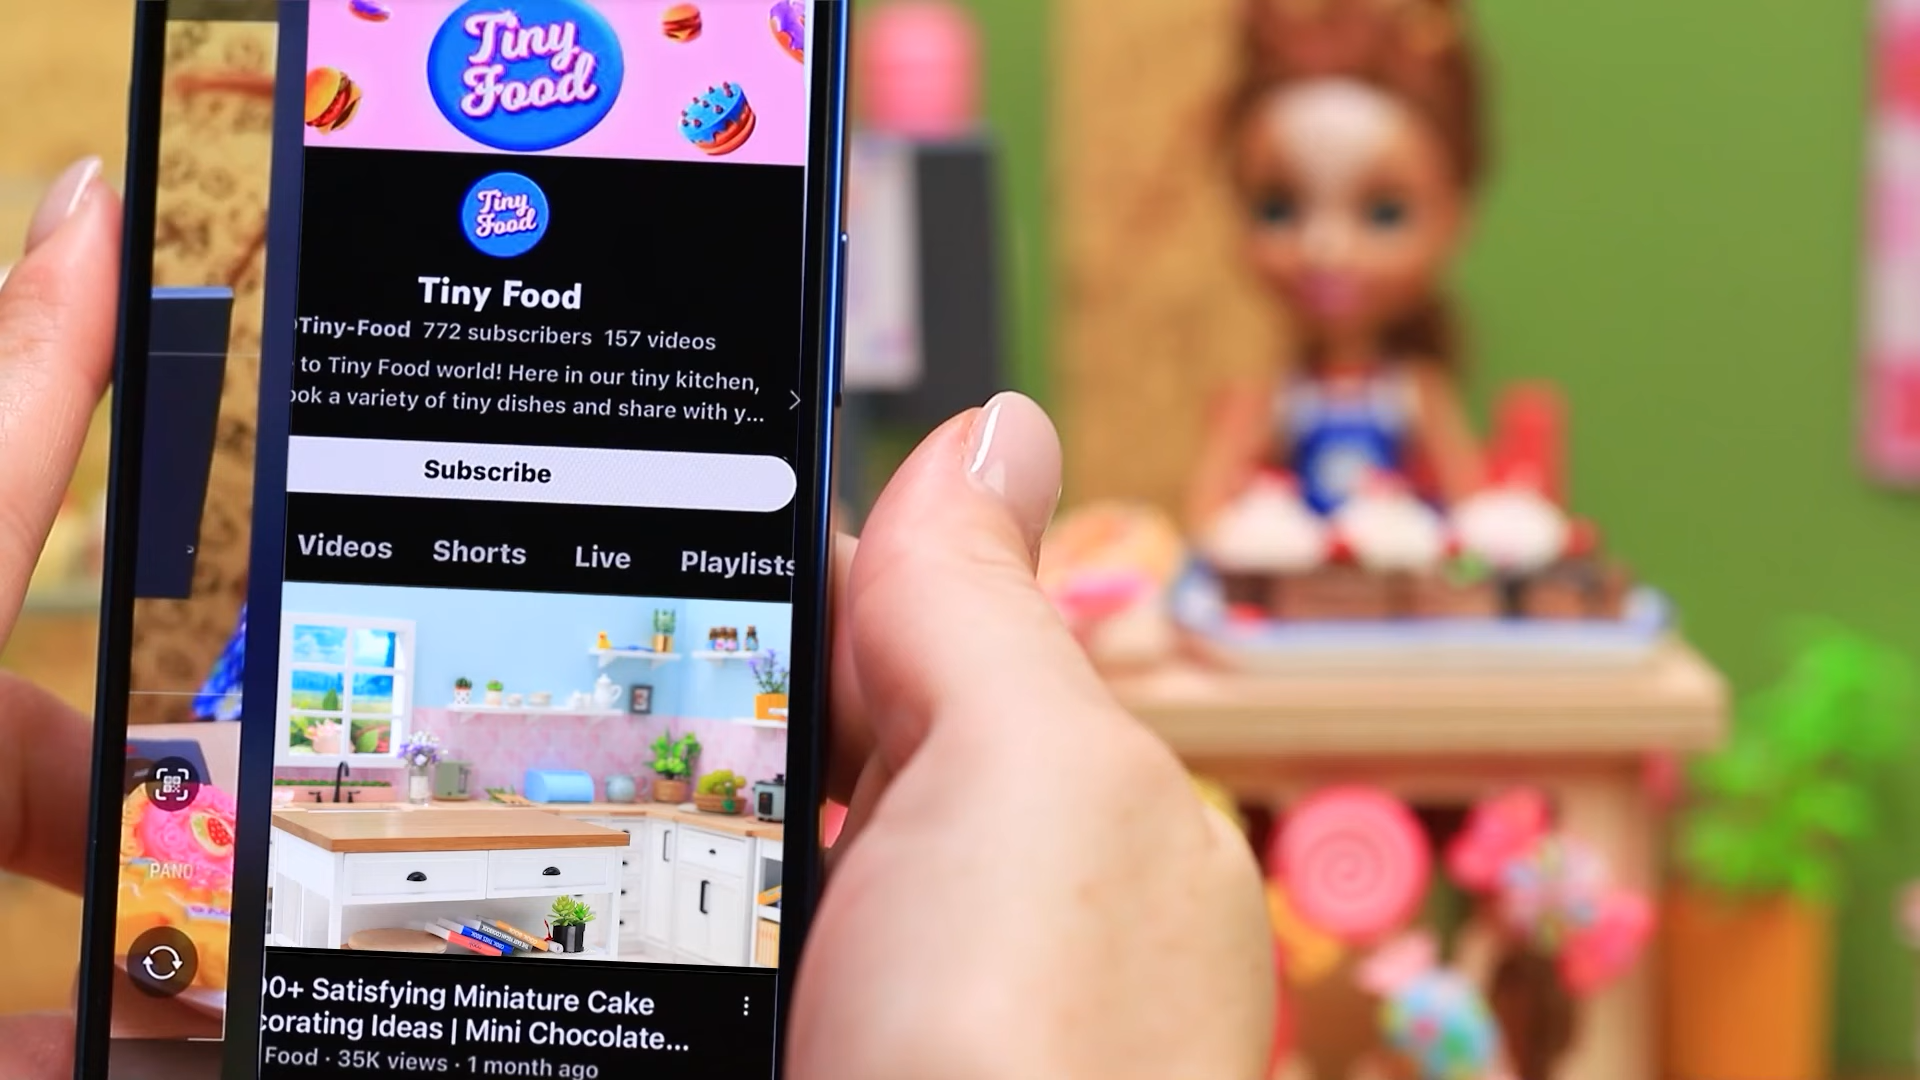 Tiny
Food
Tiny
Food
Tiny Food
Tiny-Food 772 subscribers 157 videos
to Tiny Food world! Here in our tiny kitchen,
ook a variety of tiny dishes and share with y...
Subscribe
Videos Shorts Live Playlists
PANO
00+ Satisfying Miniature Cake
corating Ideas | Mini Chocolate...
Food · 35K views · 1 month ago